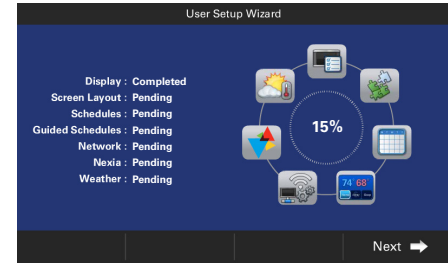 User Setup Wizard
Display : Completed
Screen Layout : Pending
Schedules : Pending
Guided Schedules : Pending
Network : Pending
Nexia : Pending
Weather : Pending
15%
74° 68°
Next